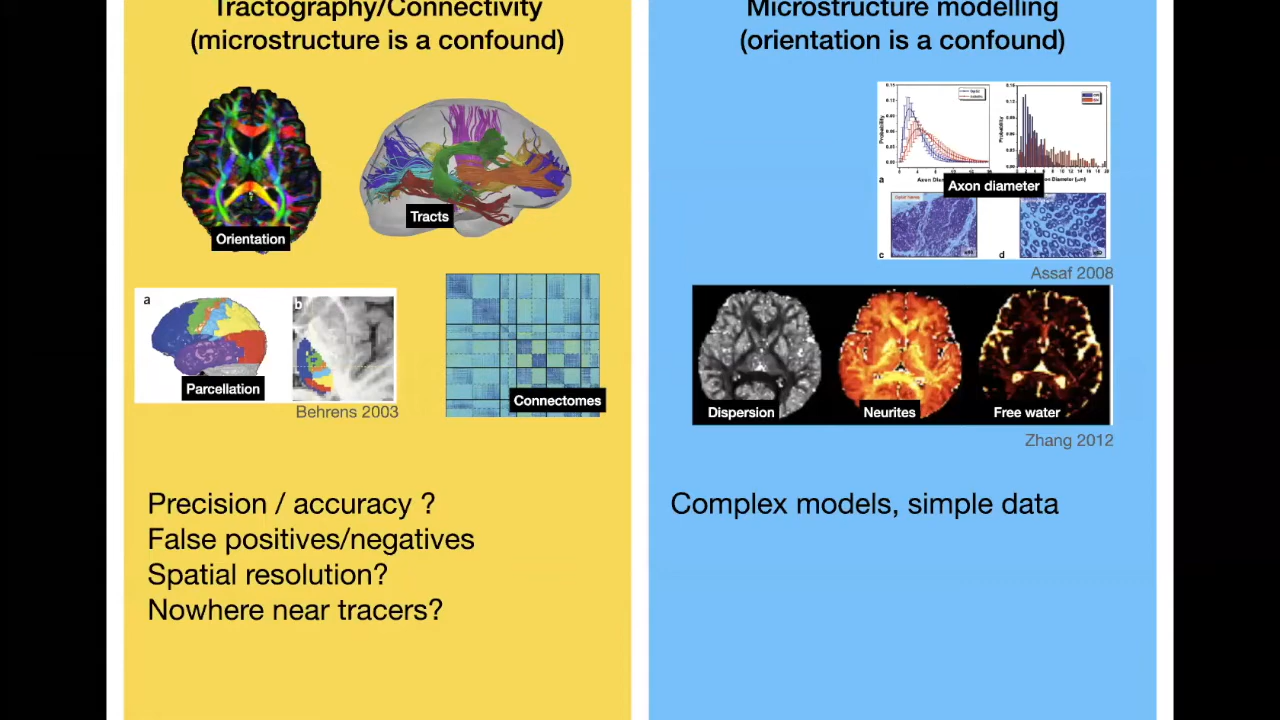 Tractography/Connectivity
(microstructure is a confound)
Orientation
Tracts
a
b
Parcellation
Behrens 2003
Connectomes
Precision / accuracy ?
False positives/negatives
Spatial resolution?
Nowhere near tracers?
Microstructure modelling
(orientation is a confound)
Probability
Probability
a
Axon diameter
c
d
Assaf 2008
Dispersion
Neurites
Free water
Zhang 2012
Complex models, simple data